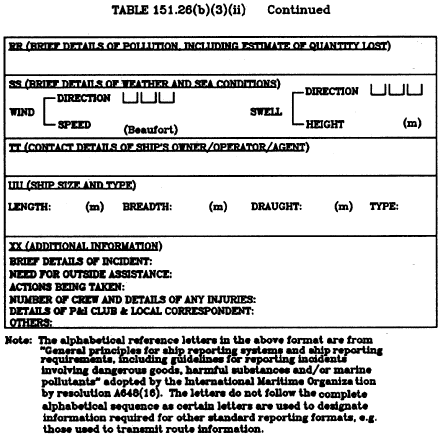 TABLE 151.26(b)(3)(ii) Continued
RR (BRIEF DETAILS OF POLLUTION, INCLUDING ESTIMATE OF QUANTITY LOST)
SS (BRIEF DETAILS OF WEATHER AND SEA CONDITIONS)
DIRECTION DIRECTION
WIND SWELL
SPEED (Beaufort) HEIGHT (m)
TT (CONTACT DETAILS OF SHIP'S OWNER/OPERATOR/AGENT)
UU (SHIP SIZE AND TYPE)
LENGTH: (m) BREADTH: (m) DRAUGHT: (m) TYPE:
XX (ADDITIONAL INFORMATION)
BRIEF DETAILS OF INCIDENT:
NEED FOR OUTSIDE ASSISTANCE:
ACTIONS BEING TAKEN:
NUMBER OF CREW AND DETAILS OF ANY INJURIES:
DETAILS OF P&I CLUB & LOCAL CORRESPONDENT:
OTHERS:
Note: The alphabetical reference letters in the above format are from
"General principles for ship reporting systems and ship reporting
requirements, including guidelines for reporting incidents
involving dangerous goods, harmful substances and/or marine
pollutants" adopted by the International Maritime Organiza tion
by resolution A648(16). The letters do not follow the complete
alphabetical sequence as certain letters are used to designate
information required for other standard reporting formats, e.g.
those used to transmit route information.